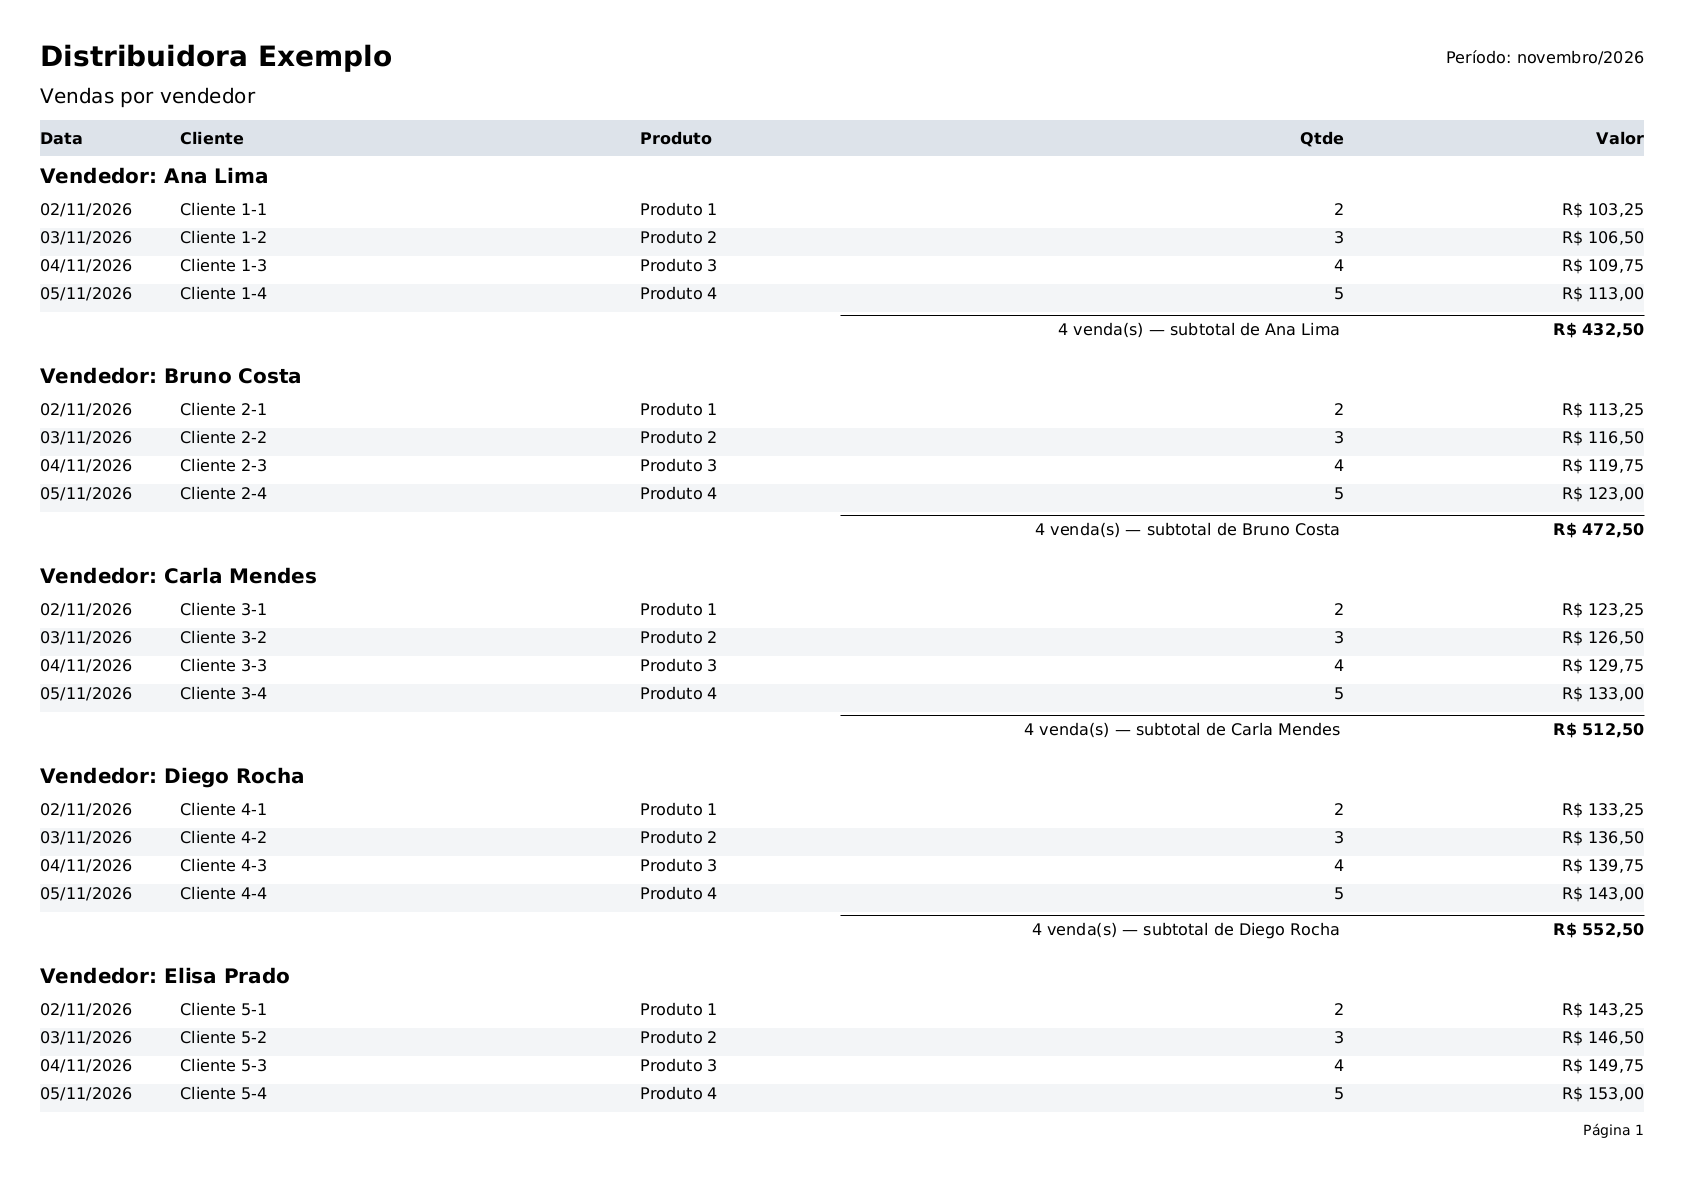 Distribuidora Exemplo
Período: novembro/2026
Vendas por vendedor
Data Cliente Produto Qtde Valor
Vendedor: Ana Lima
02/11/2026 Cliente 1-1 Produto 1 2 R$ 103,25
03/11/2026 Cliente 1-2 Produto 2 3 R$ 106,50
04/11/2026 Cliente 1-3 Produto 3 4 R$ 109,75
05/11/2026 Cliente 1-4 Produto 4 5 R$ 113,00
4 venda(s) — subtotal de Ana Lima R$ 432,50
Vendedor: Bruno Costa
02/11/2026 Cliente 2-1 Produto 1 2 R$ 113,25
03/11/2026 Cliente 2-2 Produto 2 3 R$ 116,50
04/11/2026 Cliente 2-3 Produto 3 4 R$ 119,75
05/11/2026 Cliente 2-4 Produto 4 5 R$ 123,00
4 venda(s) — subtotal de Bruno Costa R$ 472,50
Vendedor: Carla Mendes
02/11/2026 Cliente 3-1 Produto 1 2 R$ 123,25
03/11/2026 Cliente 3-2 Produto 2 3 R$ 126,50
04/11/2026 Cliente 3-3 Produto 3 4 R$ 129,75
05/11/2026 Cliente 3-4 Produto 4 5 R$ 133,00
4 venda(s) — subtotal de Carla Mendes R$ 512,50
Vendedor: Diego Rocha
02/11/2026 Cliente 4-1 Produto 1 2 R$ 133,25
03/11/2026 Cliente 4-2 Produto 2 3 R$ 136,50
04/11/2026 Cliente 4-3 Produto 3 4 R$ 139,75
05/11/2026 Cliente 4-4 Produto 4 5 R$ 143,00
4 venda(s) — subtotal de Diego Rocha R$ 552,50
Vendedor: Elisa Prado
02/11/2026 Cliente 5-1 Produto 1 2 R$ 143,25
03/11/2026 Cliente 5-2 Produto 2 3 R$ 146,50
04/11/2026 Cliente 5-3 Produto 3 4 R$ 149,75
05/11/2026 Cliente 5-4 Produto 4 5 R$ 153,00
Página 1